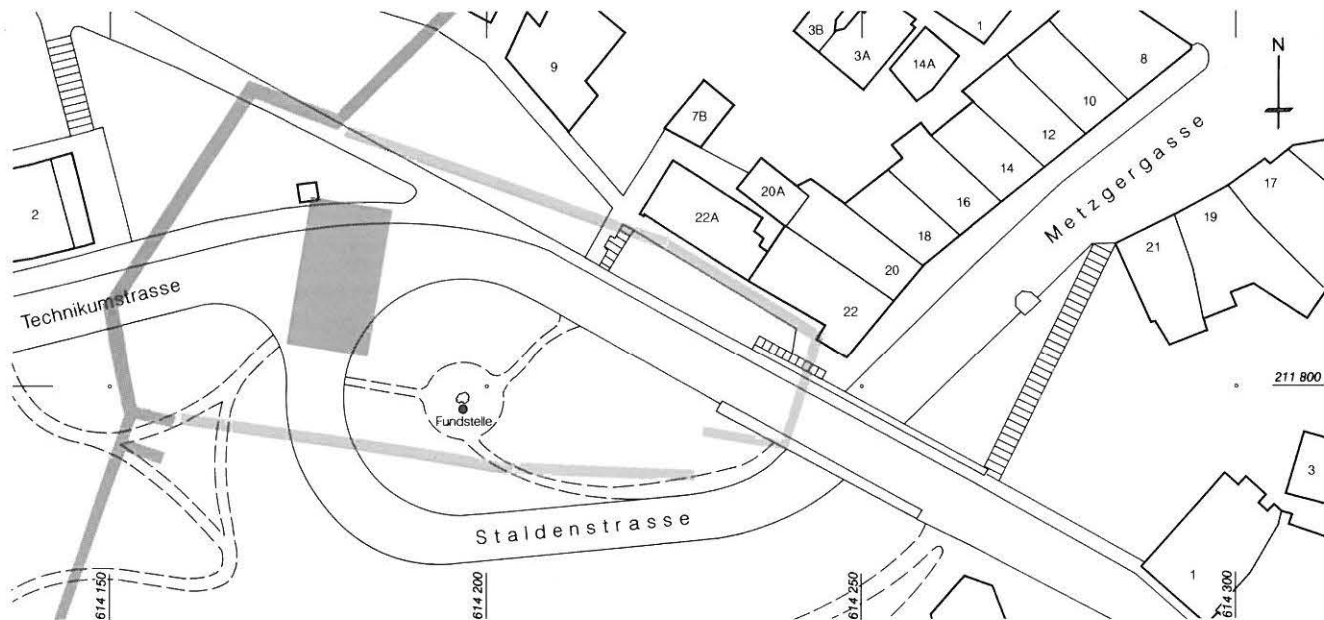 3B
1
3A
8
9
14A
N
10
7B
12
14
17
20A
16
2
22A
Metzgergasse
19
18
21
20
Technikumstrasse
22
211 800
Fundstelle
3
Staldenstrasse
1
614 150
614 200
614 250
614 300